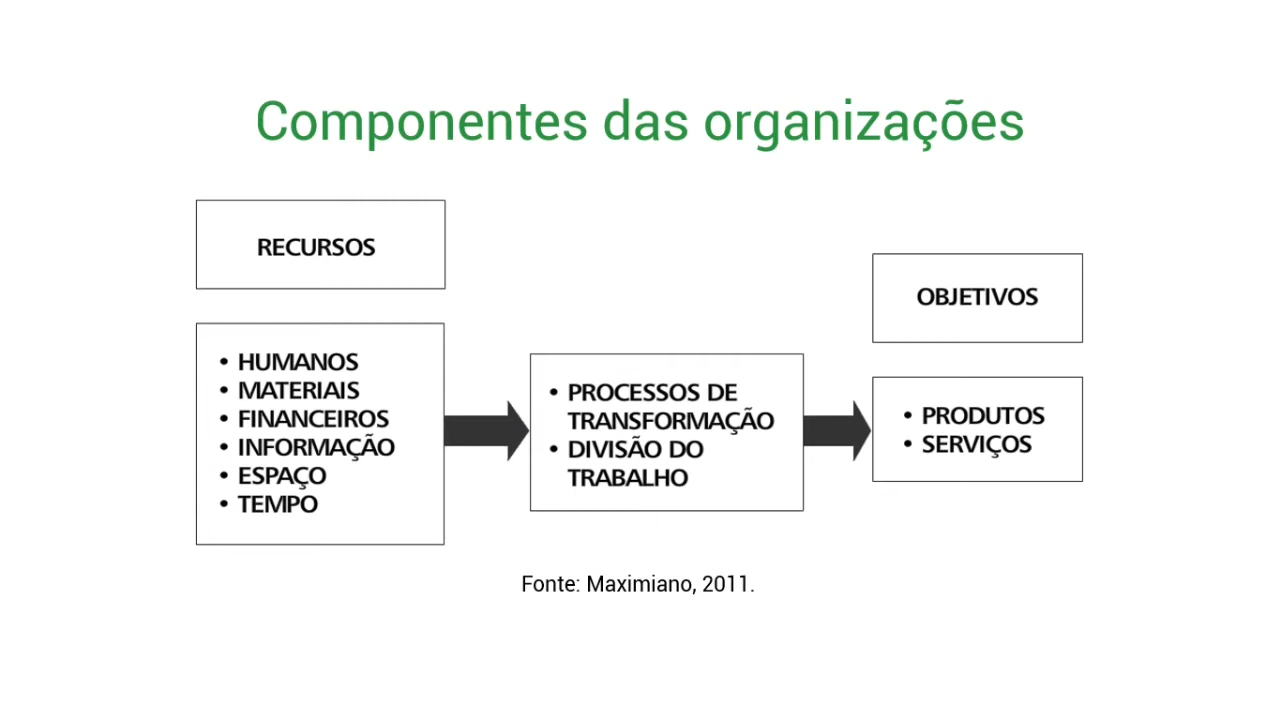 Componentes das organizações
RECURSOS
• HUMANOS
• MATERIAIS
• FINANCEIROS
• INFORMAÇÃO
• ESPAÇO
• TEMPO
• PROCESSOS DE
TRANSFORMAÇÃO
• DIVISÃO DO
TRABALHO
OBJETIVOS
• PRODUTOS
• SERVIÇOS
Fonte: Maximiano, 2011.